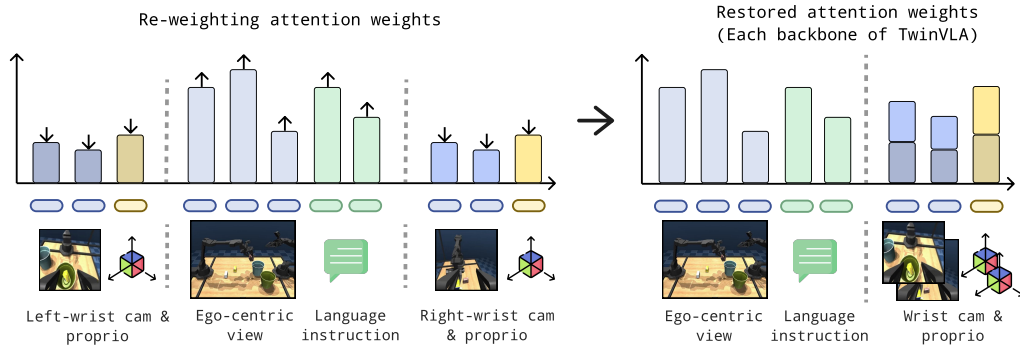 Re-weighting attention weights
Restored attention weights
(Each backbone of TwinVLA)
Left-wrist cam &
proprio
Ego-centric
view
Language
instruction
Right-wrist cam
& proprio
Ego-centric
view
Language
instruction
Wrist cam &
proprio